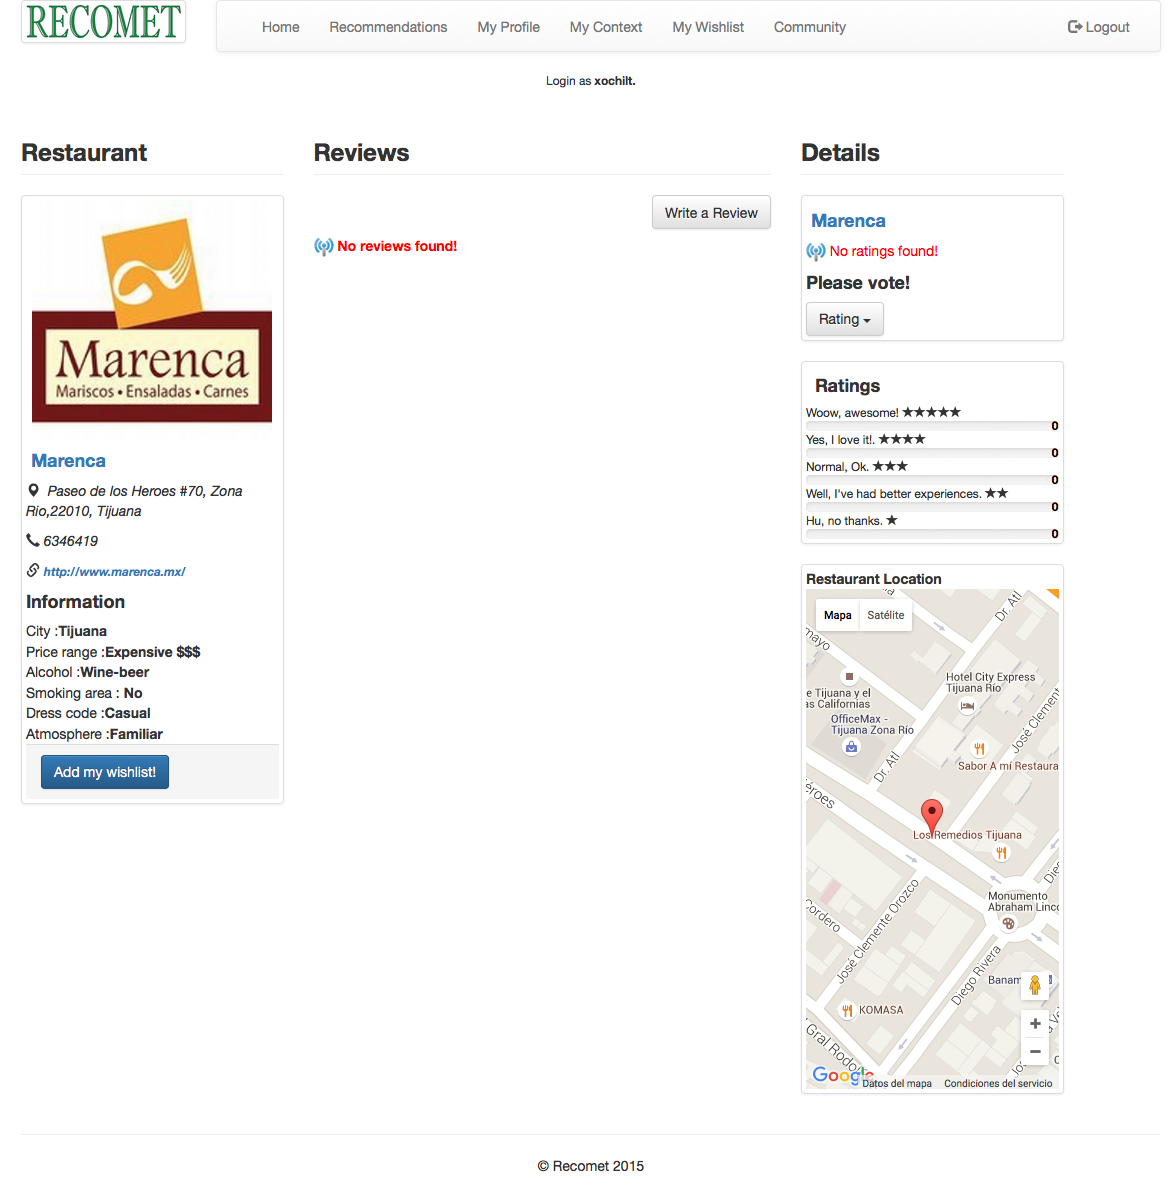 RECOMET
Home Recommendations My Profile My Context My Wishlist Community Logout
Login as xochilt.
Restaurant
Marenca
Mariscos • Ensaladas • Carnes
Marenca
Paseo de los Heroes #70, Zona
Rio,22010, Tijuana
6346419
http://www.marenca.mx/
Information
City :Tijuana
Price range :Expensive $$$
Alcohol :Wine-beer
Smoking area : No
Dress code :Casual
Atmosphere :Familiar
Add my wishlist!
Reviews
Write a Review
No reviews found!
Details
Marenca
No ratings found!
Please vote!
Rating
Ratings
Woow, awesome! ★★★★★
0
Yes, I love it!. ★★★★
0
Normal, Ok. ★★★
0
Well, I've had better experiences. ★★
0
Hu, no thanks. ★
0
Restaurant Location
Mapa Satélite
Dr. Atl
mayo
Hotel City Express
Tijuana Río
e Tijuana y el
as Californias
OfficeMax -
Tijuana Zona Río
José Clement
Sabor A mí Restaura
Dr. Atl
éroes
Los Remedios Tijuana
Die
Monumento
Abraham Linco
Cordero
José Clemente Orozco
Diego Rivera
Banam
KOMASA
Gral Rodol
José
+
−
Google
Datos del mapa Condiciones del servicio
© Recomet 2015